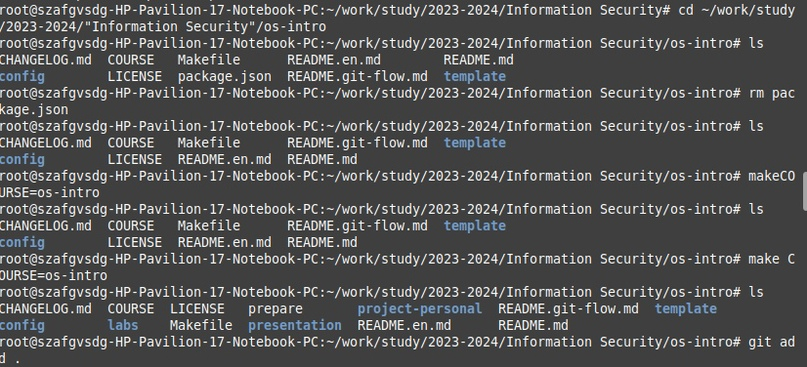 root@szafgvsdg-HP-Pavilion-17-Notebook-PC:~/work/study/2023-2024/Information Security# cd ~/work/study
/2023-2024/"Information Security"/os-intro
root@szafgvsdg-HP-Pavilion-17-Notebook-PC:~/work/study/2023-2024/Information Security/os-intro# ls
CHANGELOG.md  COURSE   Makefile      README.en.md        README.md
config        LICENSE  package.json  README.git-flow.md  template
root@szafgvsdg-HP-Pavilion-17-Notebook-PC:~/work/study/2023-2024/Information Security/os-intro# rm pac
kage.json
root@szafgvsdg-HP-Pavilion-17-Notebook-PC:~/work/study/2023-2024/Information Security/os-intro# ls
CHANGELOG.md  COURSE   Makefile      README.git-flow.md  template
config        LICENSE  README.en.md  README.md
root@szafgvsdg-HP-Pavilion-17-Notebook-PC:~/work/study/2023-2024/Information Security/os-intro# makeCO
URSE=os-intro
root@szafgvsdg-HP-Pavilion-17-Notebook-PC:~/work/study/2023-2024/Information Security/os-intro# ls
CHANGELOG.md  COURSE   Makefile      README.git-flow.md  template
config        LICENSE  README.en.md  README.md
root@szafgvsdg-HP-Pavilion-17-Notebook-PC:~/work/study/2023-2024/Information Security/os-intro# make C
OURSE=os-intro
root@szafgvsdg-HP-Pavilion-17-Notebook-PC:~/work/study/2023-2024/Information Security/os-intro# ls
CHANGELOG.md  COURSE  LICENSE   prepare       project-personal  README.git-flow.md  template
config        labs    Makefile  presentation  README.en.md      README.md
root@szafgvsdg-HP-Pavilion-17-Notebook-PC:~/work/study/2023-2024/Information Security/os-intro# git ad
d .